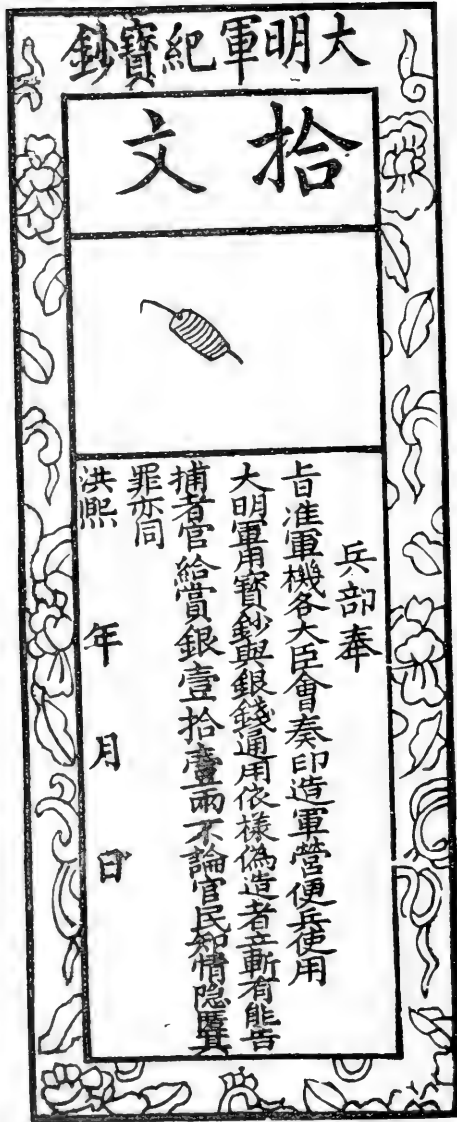 大明軍紀寶鈔
拾文
兵部奉
旨准軍機各大臣會奏印造軍營便兵使用
大明軍用寶鈔與銀錢通用依樣偽造者立斬有能告
捕者官給賞銀壹拾壹兩不論官民知情隐匿其
罪亦同
洪熙 年 月 日